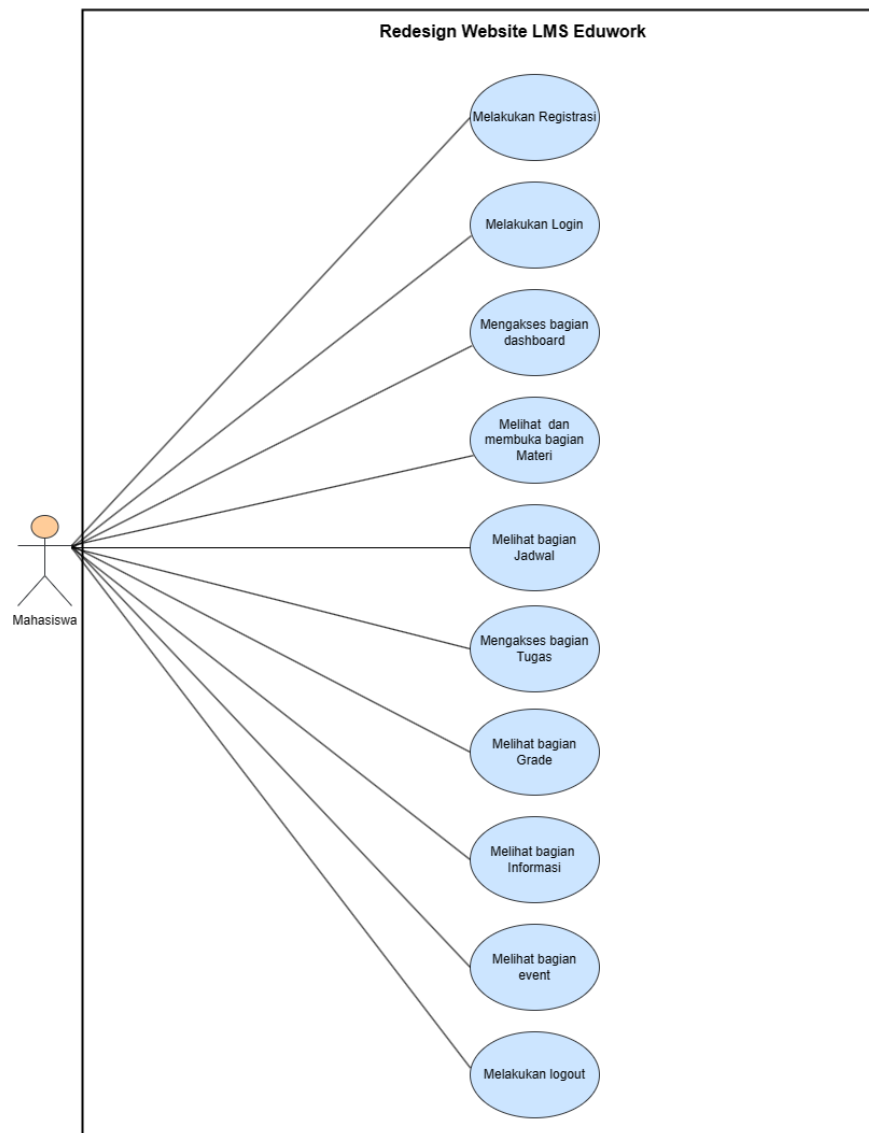 Redesign Website LMS Eduwork
Melakukan Registrasi
Melakukan Login
Mengakses bagian
dashboard
Melihat dan
membuka bagian
Materi
Melihat bagian
Jadwal
Mahasiswa
Mengakses bagian
Tugas
Melihat bagian
Grade
Melihat bagian
Informasi
Melihat bagian
event
Melakukan logout